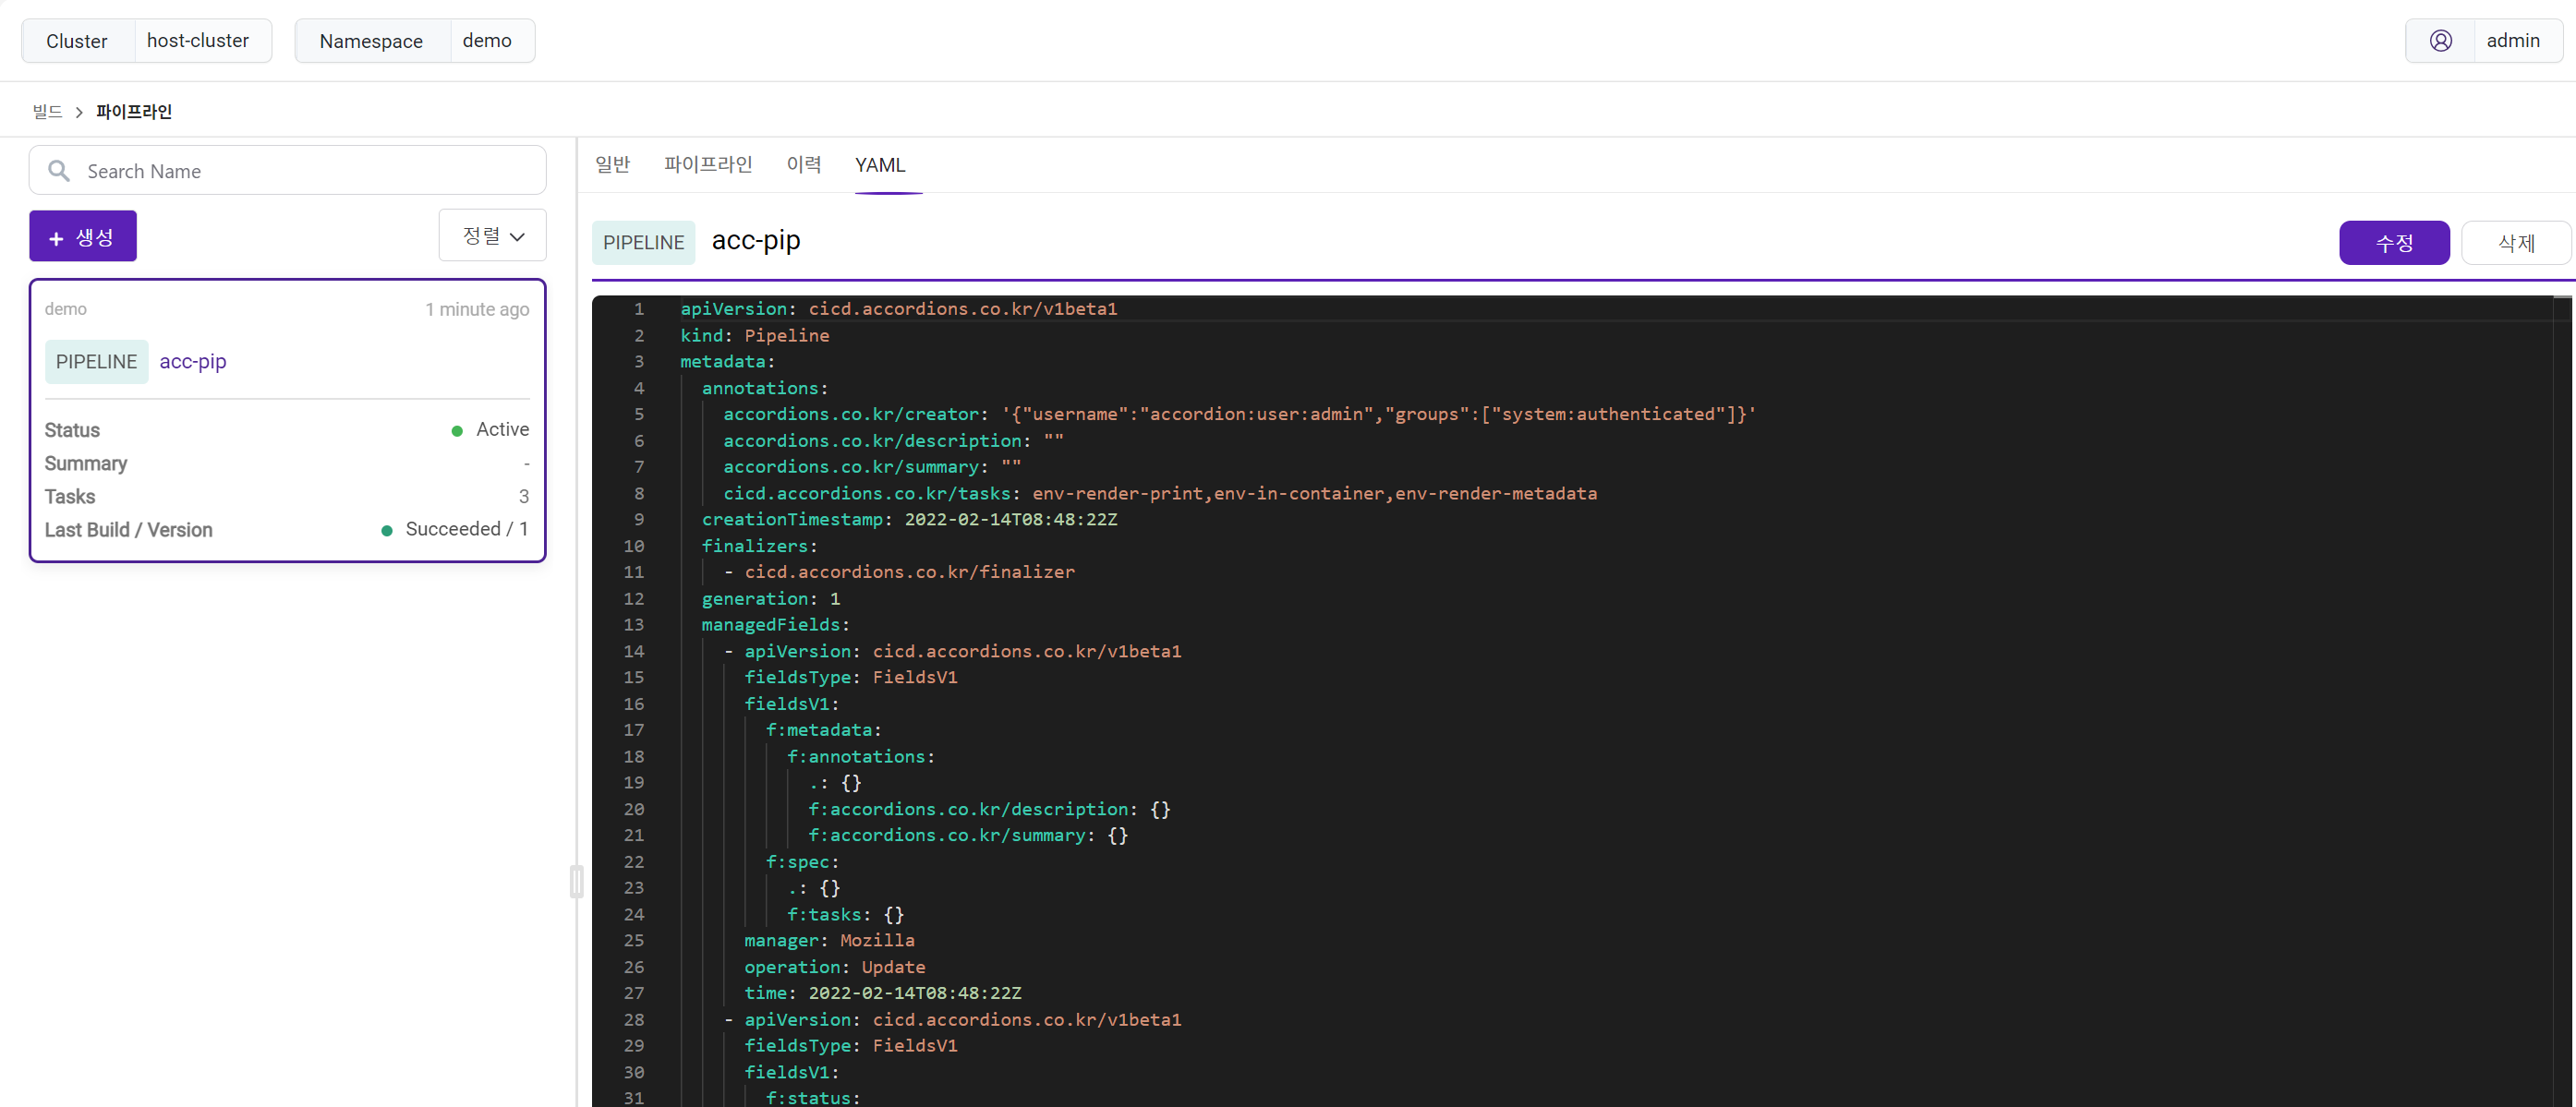 Cluster host-cluster Namespace demo admin
빌드 > 파이프라인
Search Name
+ 생성 정렬
demo 1 minute ago
PIPELINE acc-pip
Status Active
Summary -
Tasks 3
Last Build / Version Succeeded / 1
일반 파이프라인 이력 YAML
PIPELINE acc-pip 수정 삭제
1 apiVersion: cicd.accordions.co.kr/v1beta1
2 kind: Pipeline
3 metadata:
4 annotations:
5 accordions.co.kr/creator: '{"username":"accordion:user:admin","groups":["system:authenticated"]}'
6 accordions.co.kr/description: ""
7 accordions.co.kr/summary: ""
8 cicd.accordions.co.kr/tasks: env-render-print,env-in-container,env-render-metadata
9 creationTimestamp: 2022-02-14T08:48:22Z
10 finalizers:
11 - cicd.accordions.co.kr/finalizer
12 generation: 1
13 managedFields:
14 - apiVersion: cicd.accordions.co.kr/v1beta1
15 fieldsType: FieldsV1
16 fieldsV1:
17 f:metadata:
18 f:annotations:
19 .: {}
20 f:accordions.co.kr/description: {}
21 f:accordions.co.kr/summary: {}
22 f:spec:
23 .: {}
24 f:tasks: {}
25 manager: Mozilla
26 operation: Update
27 time: 2022-02-14T08:48:22Z
28 - apiVersion: cicd.accordions.co.kr/v1beta1
29 fieldsType: FieldsV1
30 fieldsV1:
31 f:status: